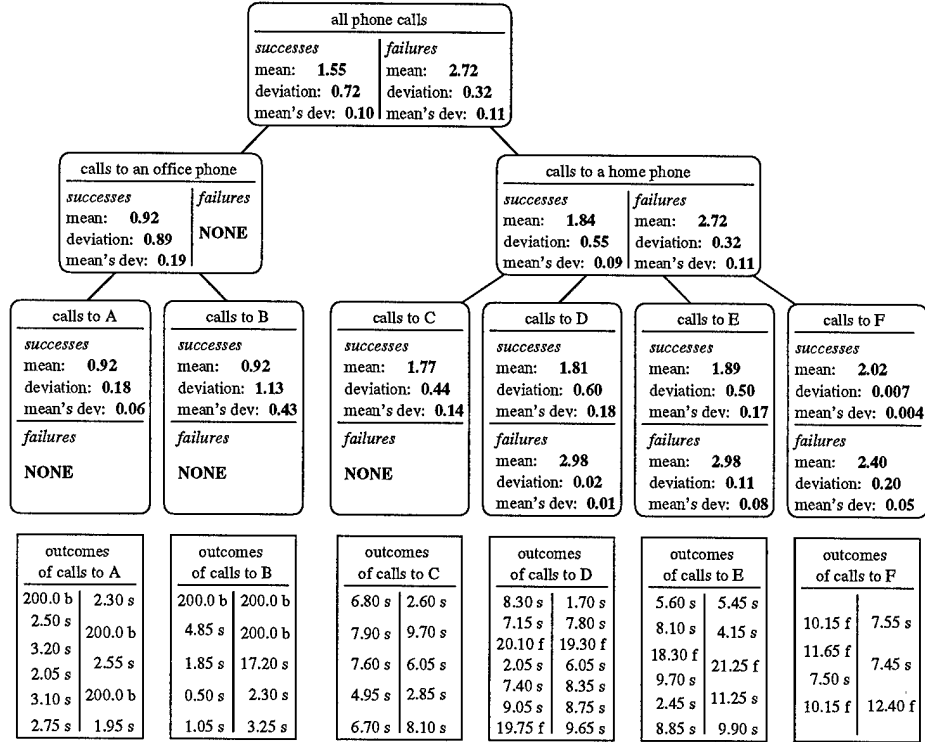 all phone calls
successes
mean: 1.55
deviation: 0.72
mean's dev: 0.10
failures
mean: 2.72
deviation: 0.32
mean's dev: 0.11
calls to an office phone
successes
mean: 0.92
deviation: 0.89
mean's dev: 0.19
failures
NONE
calls to a home phone
successes
mean: 1.84
deviation: 0.55
mean's dev: 0.09
failures
mean: 2.72
deviation: 0.32
mean's dev: 0.11
calls to A
successes
mean: 0.92
deviation: 0.18
mean's dev: 0.06
failures
NONE
calls to B
successes
mean: 0.92
deviation: 1.13
mean's dev: 0.43
failures
NONE
calls to C
successes
mean: 1.77
deviation: 0.44
mean's dev: 0.14
failures
NONE
calls to D
successes
mean: 1.81
deviation: 0.60
mean's dev: 0.18
failures
mean: 2.98
deviation: 0.02
mean's dev: 0.01
calls to E
successes
mean: 1.89
deviation: 0.50
mean's dev: 0.17
failures
mean: 2.98
deviation: 0.11
mean's dev: 0.08
calls to F
successes
mean: 2.02
deviation: 0.007
mean's dev: 0.004
failures
mean: 2.40
deviation: 0.20
mean's dev: 0.05
outcomes
of calls to A
200.0 b
2.50 s
3.20 s
2.05 s
3.10 s
2.75 s
2.30 s
200.0 b
2.55 s
200.0 b
1.95 s
outcomes
of calls to B
200.0 b
4.85 s
1.85 s
0.50 s
1.05 s
200.0 b
200.0 b
17.20 s
2.30 s
3.25 s
outcomes
of calls to C
6.80 s
7.90 s
7.60 s
4.95 s
6.70 s
2.60 s
9.70 s
6.05 s
2.85 s
8.10 s
outcomes
of calls to D
8.30 s
7.15 s
20.10 f
2.05 s
7.40 s
9.05 s
19.75 f
1.70 s
7.80 s
19.30 f
6.05 s
8.35 s
8.75 s
9.65 s
outcomes
of calls to E
5.60 s
8.10 s
18.30 f
9.70 s
2.45 s
8.85 s
5.45 s
4.15 s
21.25 f
11.25 s
9.90 s
outcomes
of calls to F
10.15 f
11.65 f
7.50 s
10.15 f
7.55 s
7.45 s
12.40 f